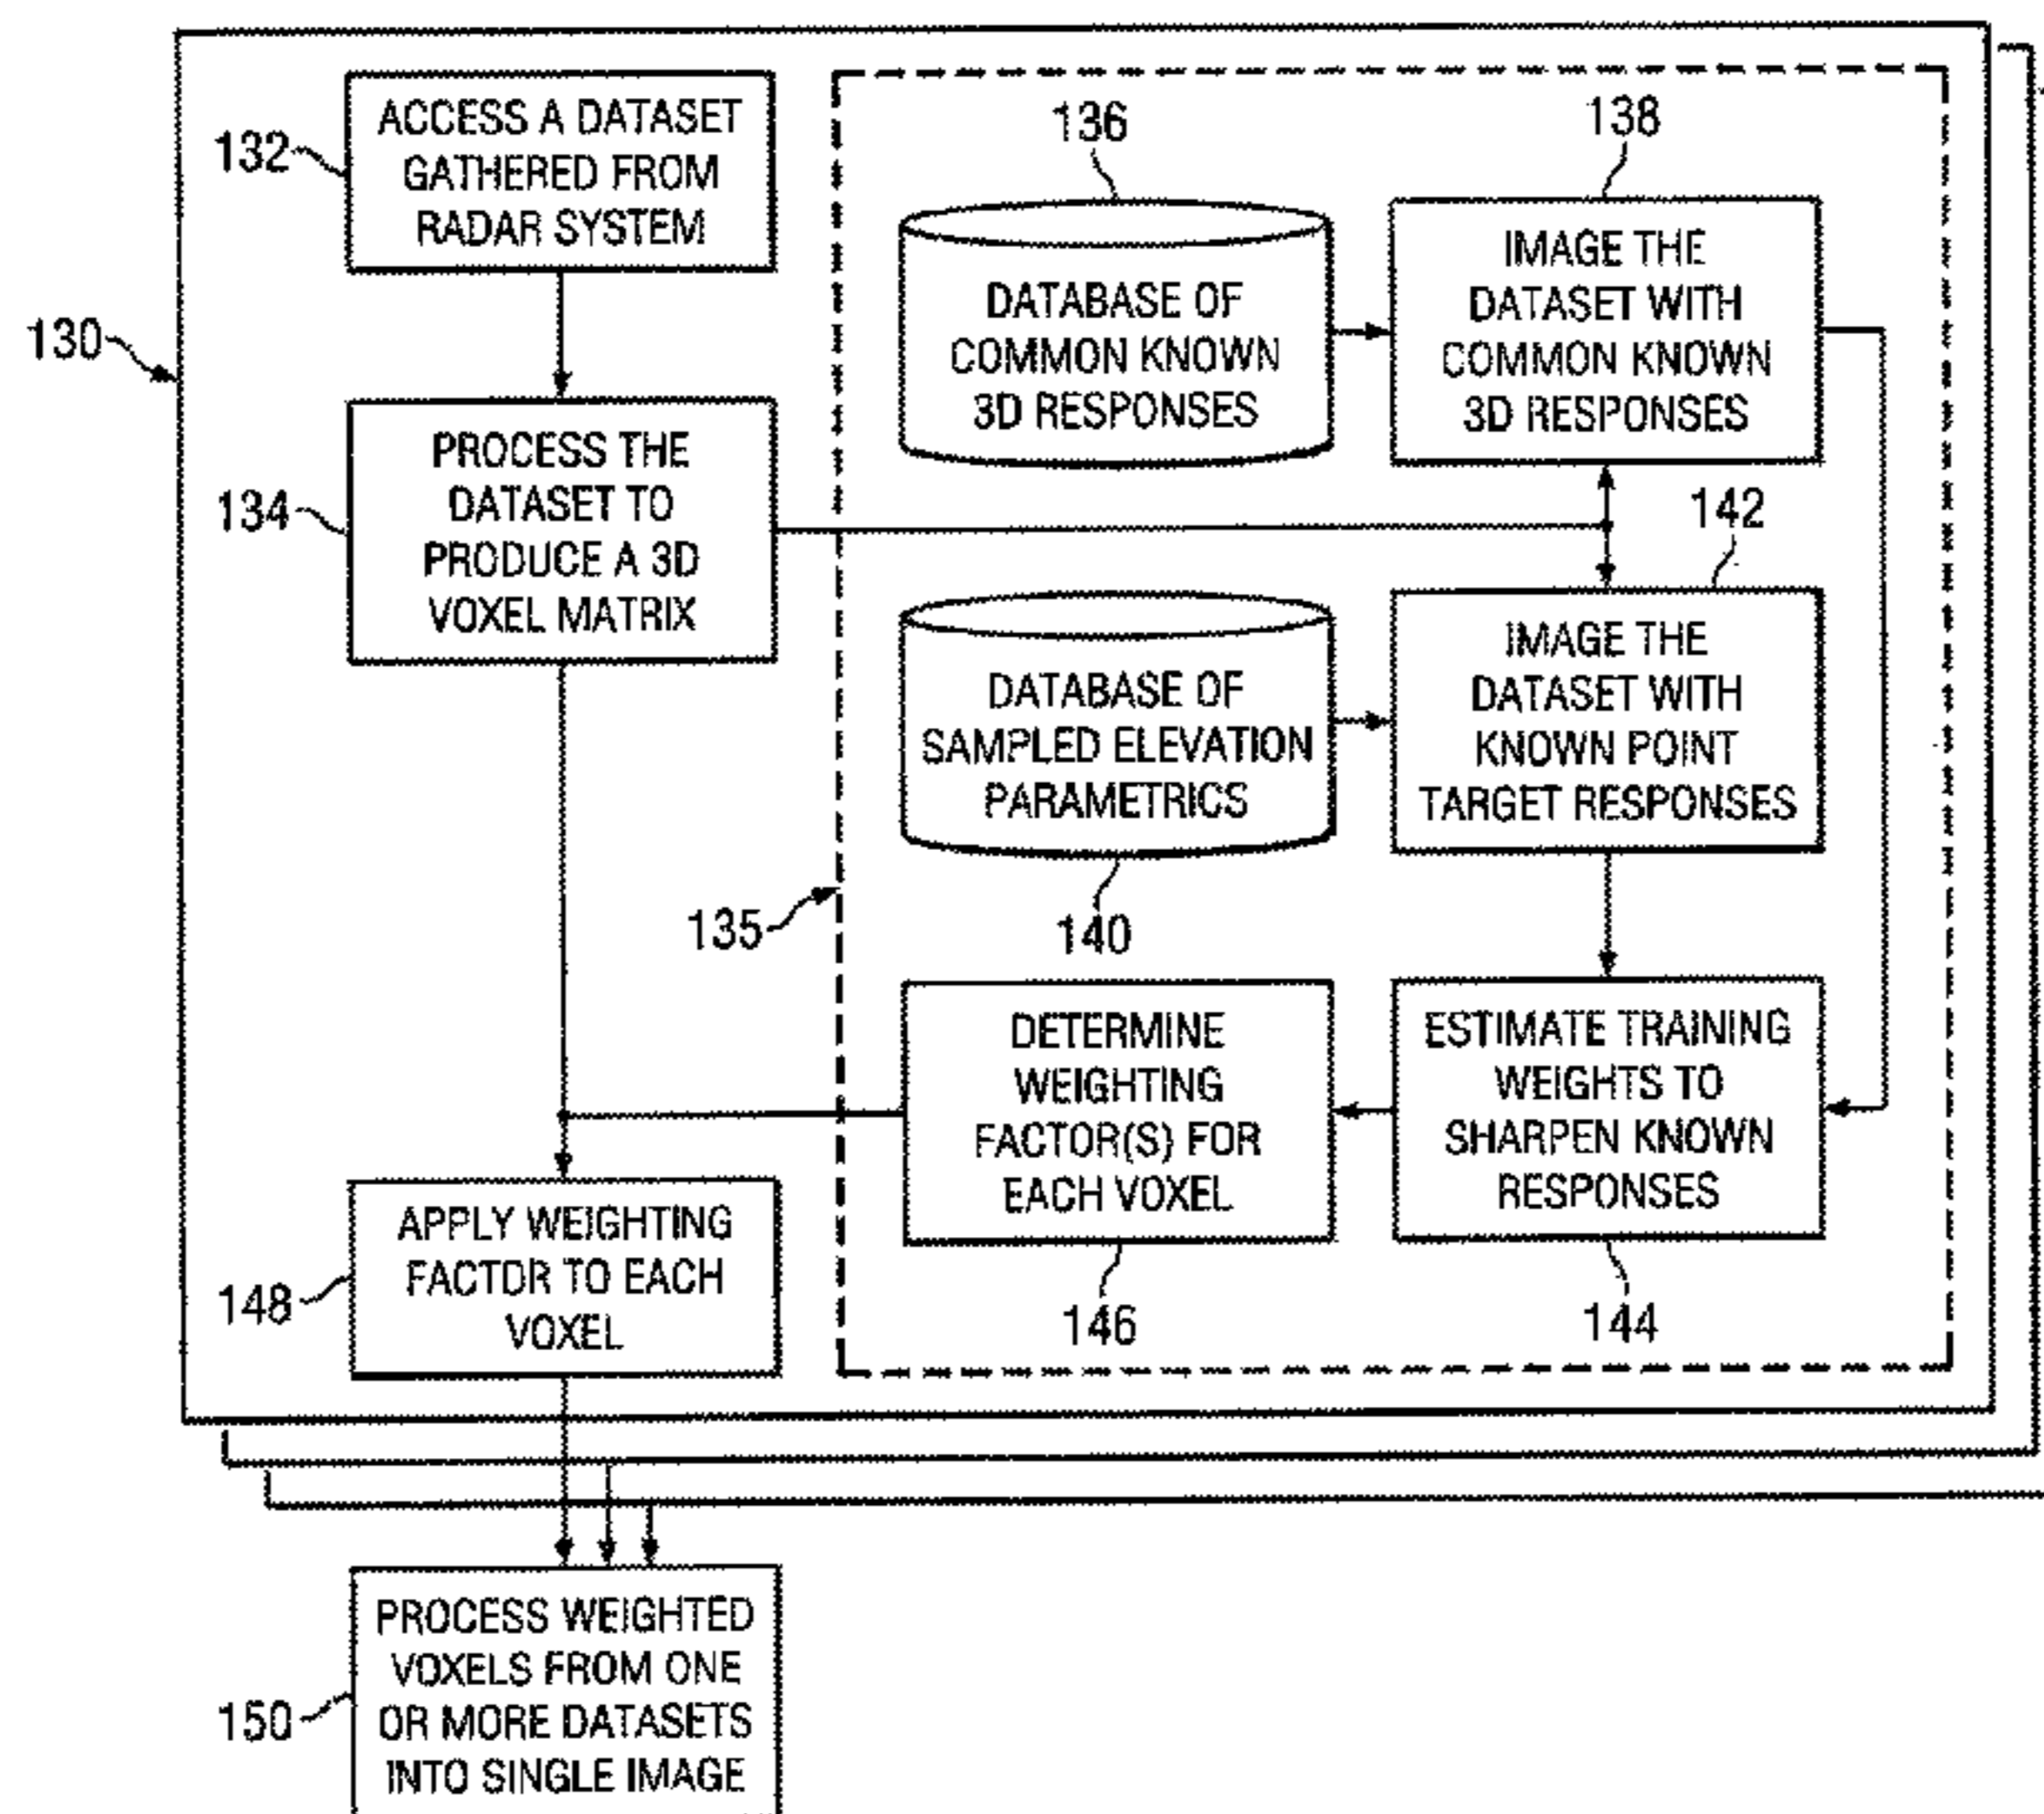 132
ACCESS A DATASET
GATHERED FROM
RADAR SYSTEM
130
134
PROCESS THE
DATASET TO
PRODUCE A 3D
VOXEL MATRIX
135
136
DATABASE OF
COMMON KNOWN
3D RESPONSES
138
IMAGE THE
DATASET WITH
COMMON KNOWN
3D RESPONSES
DATABASE OF
SAMPLED ELEVATION
PARAMETRICS
140
142
IMAGE THE
DATASET WITH
KNOWN POINT
TARGET RESPONSES
ESTIMATE TRAINING
WEIGHTS TO
SHARPEN KNOWN
RESPONSES
144
DETERMINE
WEIGHTING
FACTOR(S) FOR
EACH VOXEL
146
148
APPLY WEIGHTING
FACTOR TO EACH
VOXEL
150
PROCESS WEIGHTED
VOXELS FROM ONE
OR MORE DATASETS
INTO SINGLE IMAGE